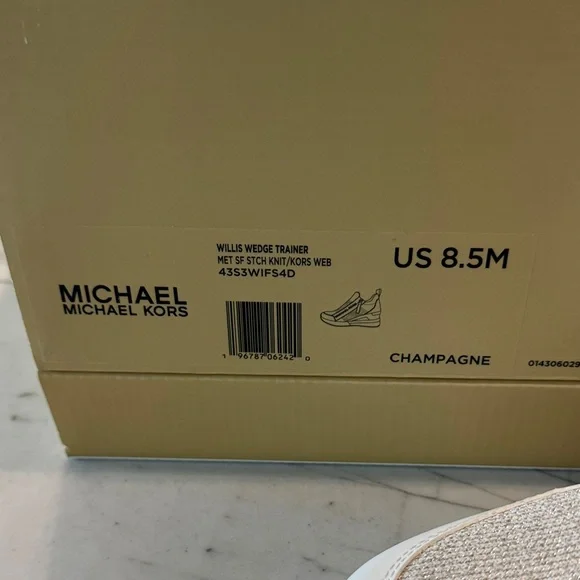 WILLIS WEDGE TRAINER
MET SF STCH KNIT/KORS WEB
43S3WIFS4D
US 8.5M
MICHAEL
MICHAEL KORS
1 96787 06242 0
CHAMPAGNE
014306029